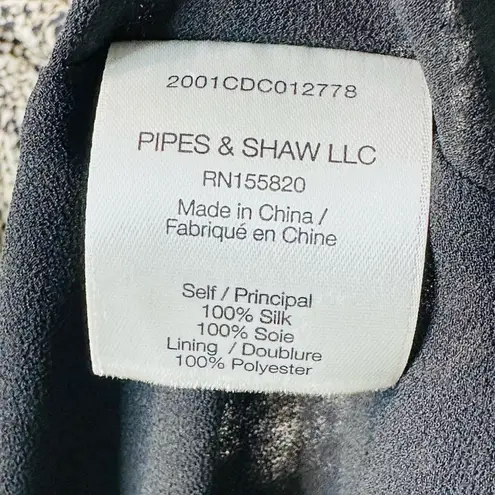 2001CDC012778
PIPES & SHAW LLC
RN155820
Made in China /
Fabriqué en Chine
Self / Principal
100% Silk
100% Soie
Lining / Doublure
100% Polyester